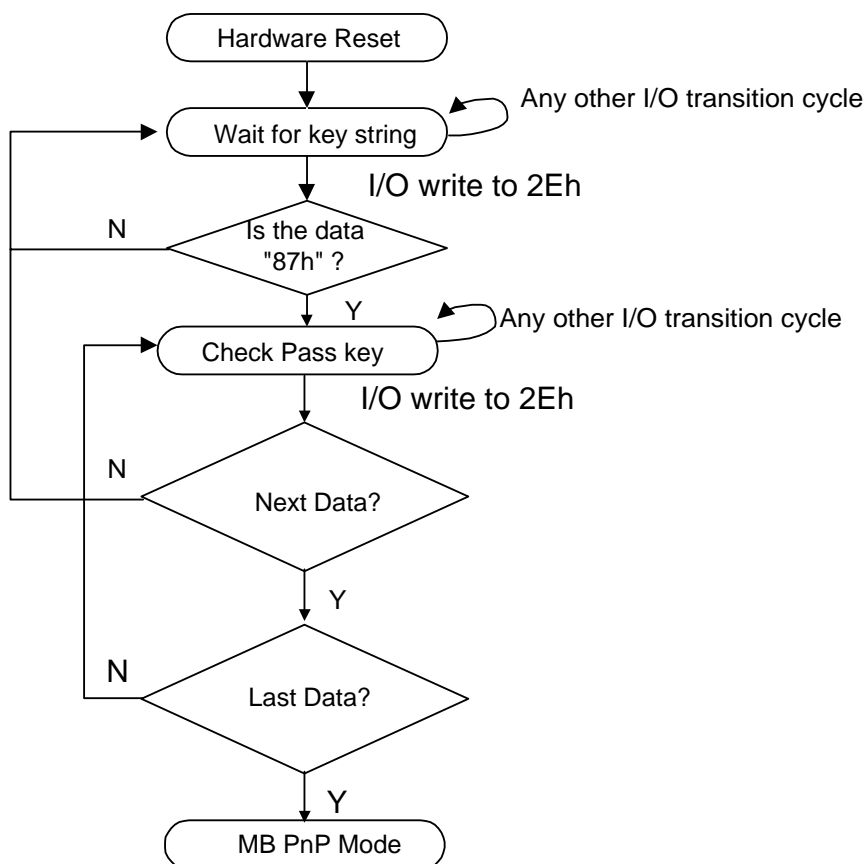 Hardware Reset
Any other I/O transition cycle
Wait for key string
I/O write to 2Eh
N
Is the data
"87h" ?
Y
Any other I/O transition cycle
Check Pass key
I/O write to 2Eh
N
Next Data?
Y
N
Last Data?
Y
MB PnP Mode